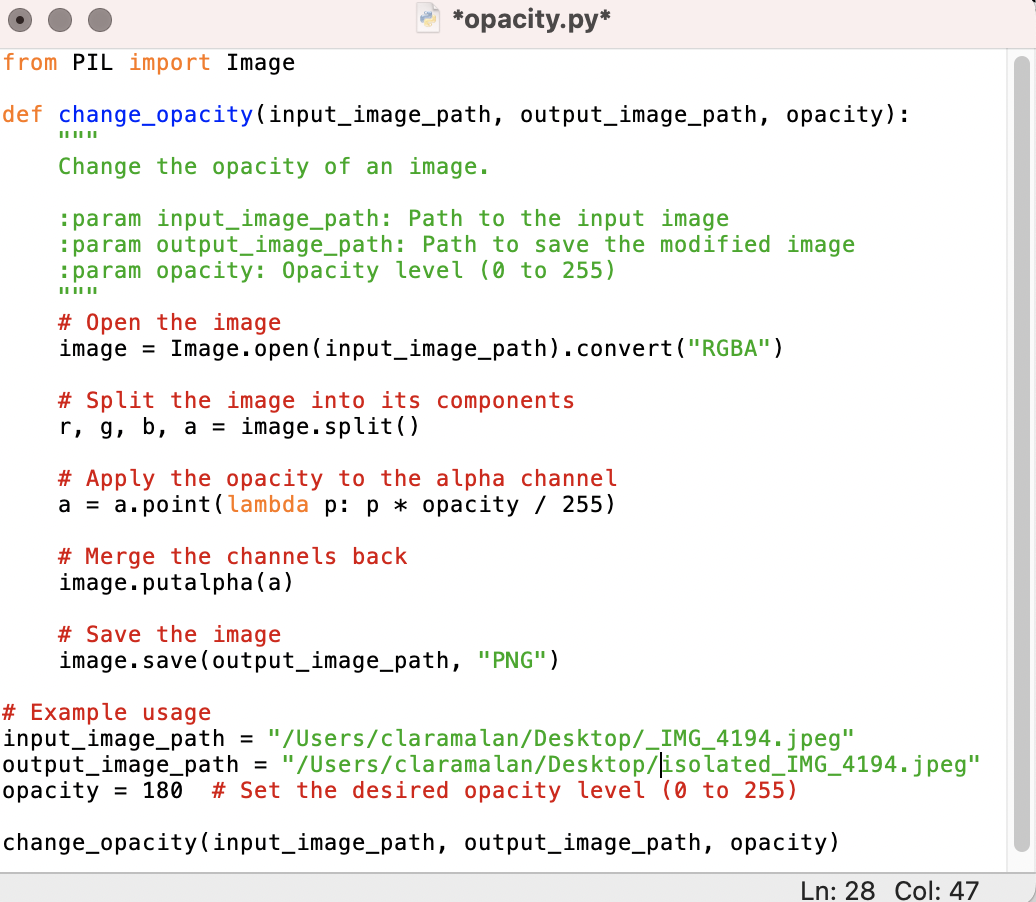 *opacity.py*
from PIL import Image
def change_opacity(input_image_path, output_image_path, opacity):
    """
    Change the opacity of an image.
    :param input_image_path: Path to the input image
    :param output_image_path: Path to save the modified image
    :param opacity: Opacity level (0 to 255)
    """
    # Open the image
    image = Image.open(input_image_path).convert("RGBA")
    # Split the image into its components
    r, g, b, a = image.split()
    # Apply the opacity to the alpha channel
    a = a.point(lambda p: p * opacity / 255)
    # Merge the channels back
    image.putalpha(a)
    # Save the image
    image.save(output_image_path, "PNG")
# Example usage
input_image_path = "/Users/claramalan/Desktop/_IMG_4194.jpeg"
output_image_path = "/Users/claramalan/Desktop/isolated_IMG_4194.jpeg"
opacity = 180  # Set the desired opacity level (0 to 255)
change_opacity(input_image_path, output_image_path, opacity)
Ln: 28  Col: 47